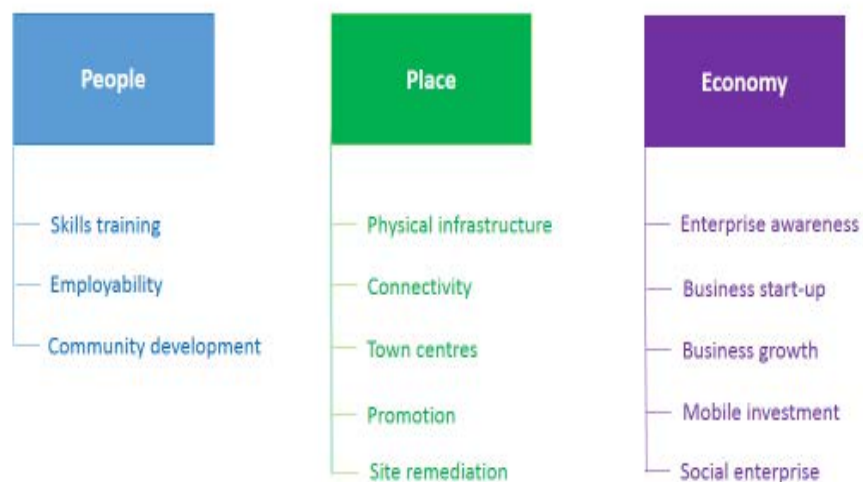 People
Skills training
Employability
Community development
Place
Physical infrastructure
Connectivity
Town centres
Promotion
Site remediation
Economy
Enterprise awareness
Business start-up
Business growth
Mobile investment
Social enterprise